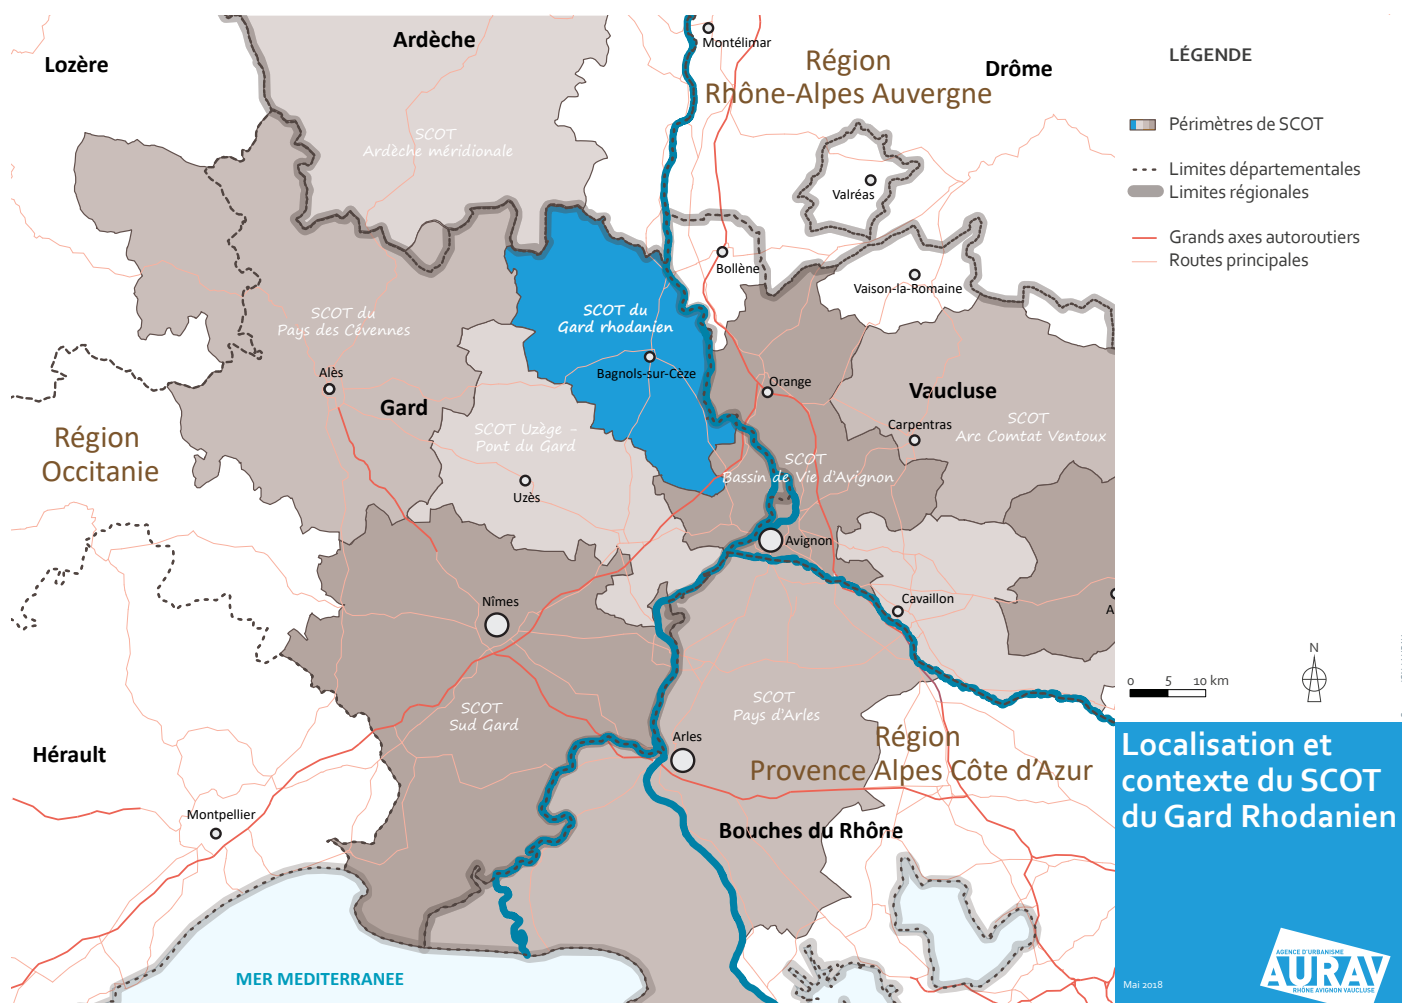 Ardèche
Lozère
Montélimar
Région
Rhône-Alpes Auvergne
Drôme
SCOT
Ardèche méridionale
Valréas
Bollène
Vaison-la-Romaine
SCOT du
Pays des Cévennes
SCOT du
Gard rhodanien
Alès
Bagnols-sur-Cèze
Orange
Gard
Vaucluse
SCOT
Arc Comtat Ventoux
Carpentras
Région
Occitanie
SCOT Uzège -
Pont du Gard
SCOT
Bassin de Vie d'Avignon
Uzès
Avignon
Nîmes
Cavaillon
A
SCOT
Sud Gard
SCOT
Pays d'Arles
Arles
Région
Provence Alpes Côte d'Azur
Hérault
Montpellier
Bouches du Rhône
MER MEDITERRANEE
LÉGENDE
Périmètres de SCOT
Limites départementales
Limites régionales
Grands axes autoroutiers
Routes principales
N
0 5 10 km
Localisation et
contexte du SCOT
du Gard Rhodanien
Mai 2018
AGENCE D'URBANISME
AURAV
RHÔNE AVIGNON VAUCLUSE